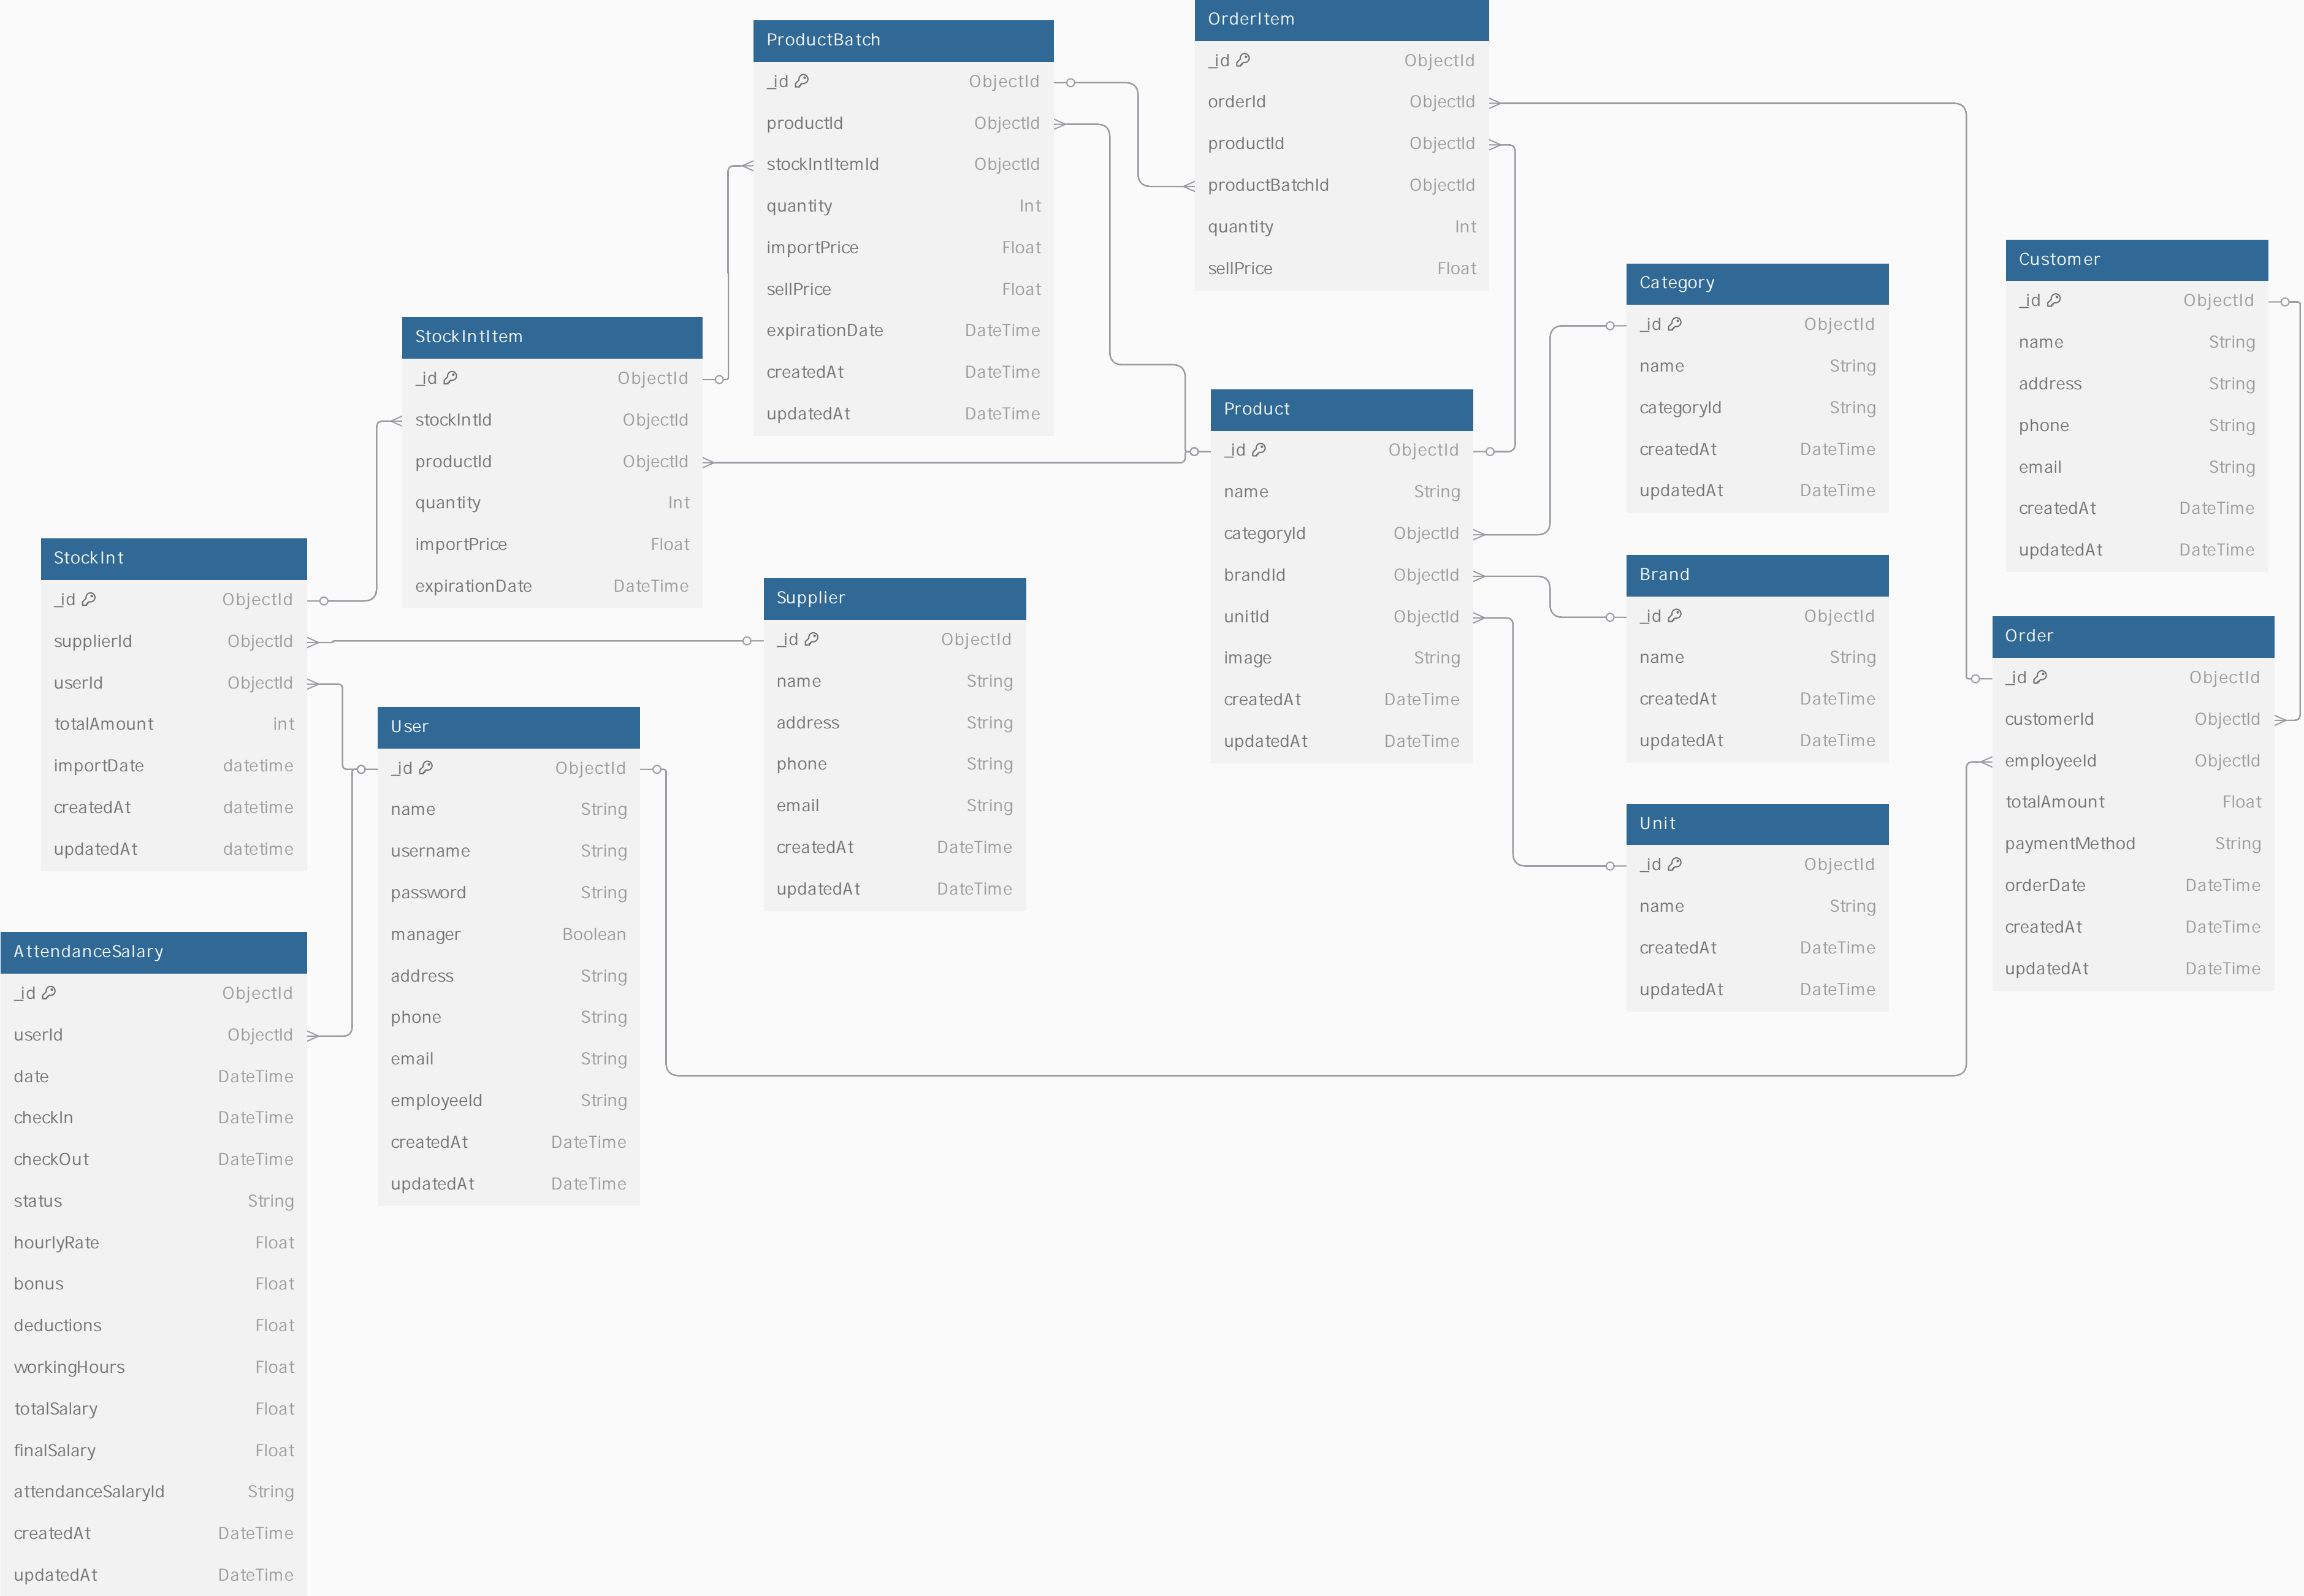 OrderItem
_id ObjectId
orderId ObjectId
productId ObjectId
productBatchId ObjectId
quantity Int
sellPrice Float
ProductBatch
_id ObjectId
productId ObjectId
stockIntItemId ObjectId
quantity Int
importPrice Float
sellPrice Float
expirationDate DateTime
createdAt DateTime
updatedAt DateTime
Customer
_id ObjectId
name String
address String
phone String
email String
createdAt DateTime
updatedAt DateTime
Category
_id ObjectId
name String
categoryId String
createdAt DateTime
updatedAt DateTime
StockIntItem
_id ObjectId
stockIntId ObjectId
productId ObjectId
quantity Int
importPrice Float
expirationDate DateTime
Product
_id ObjectId
name String
categoryId ObjectId
brandId ObjectId
unitId ObjectId
image String
createdAt DateTime
updatedAt DateTime
StockInt
_id ObjectId
supplierId ObjectId
userId ObjectId
totalAmount int
importDate datetime
createdAt datetime
updatedAt datetime
Brand
_id ObjectId
name String
createdAt DateTime
updatedAt DateTime
Supplier
_id ObjectId
name String
address String
phone String
email String
createdAt DateTime
updatedAt DateTime
Order
_id ObjectId
customerId ObjectId
employeeId ObjectId
totalAmount Float
paymentMethod String
orderDate DateTime
createdAt DateTime
updatedAt DateTime
User
_id ObjectId
name String
username String
password String
manager Boolean
address String
phone String
email String
employeeId String
createdAt DateTime
updatedAt DateTime
Unit
_id ObjectId
name String
createdAt DateTime
updatedAt DateTime
AttendanceSalary
_id ObjectId
userId ObjectId
date DateTime
checkIn DateTime
checkOut DateTime
status String
hourlyRate Float
bonus Float
deductions Float
workingHours Float
totalSalary Float
finalSalary Float
attendanceSalaryId String
createdAt DateTime
updatedAt DateTime